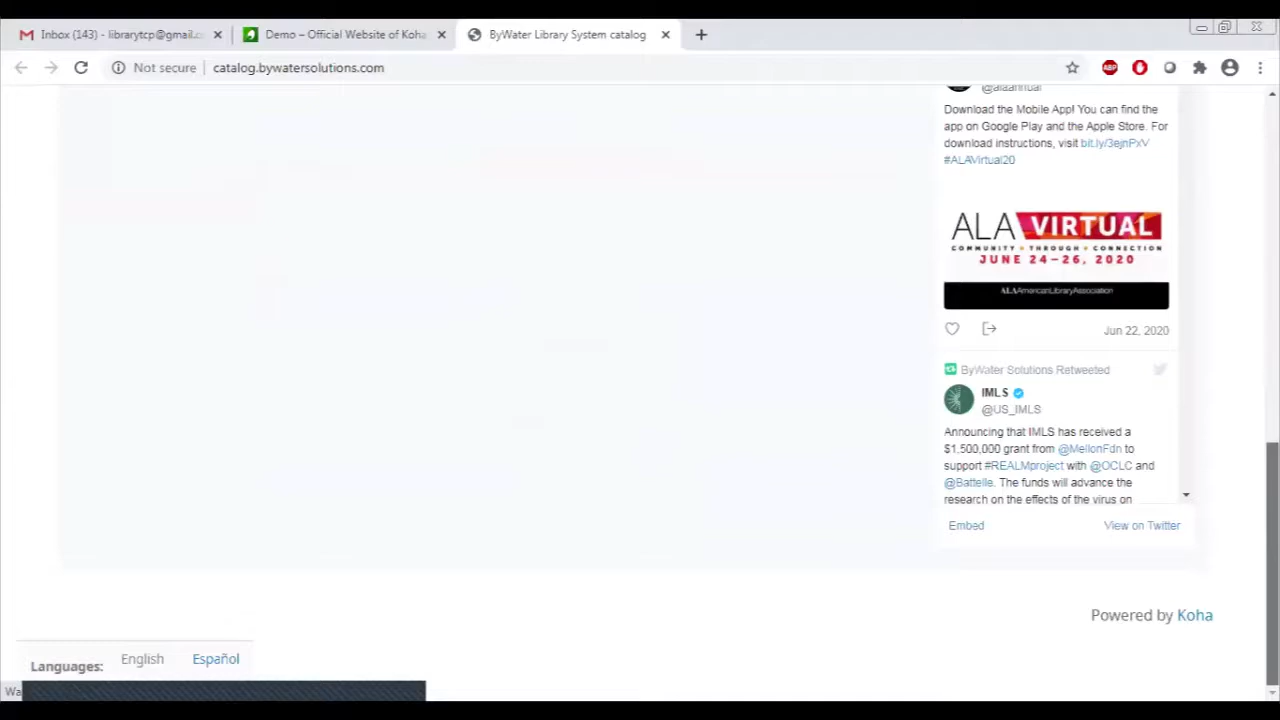 Inbox (143) - librarytcp@gmail.c
Demo – Official Website of Koha
ByWater Library System catalog
Not secure
catalog.bywatersolutions.com
ABP
@alaannual
Download the Mobile App! You can find the
app on Google Play and the Apple Store. For
download instructions, visit bit.ly/3ejnPxV
#ALAVirtual20
ALA VIRTUAL
COMMUNITY • THROUGH • CONNECTION
JUNE 24–26, 2020
ALAAmericanLibraryAssociation
Jun 22, 2020
ByWater Solutions Retweeted
IMLS
@US_IMLS
Announcing that IMLS has received a
$1,500,000 grant from @MellonFdn to
support #REALMproject with @OCLC and
@Battelle. The funds will advance the
research on the effects of the virus on
Embed
View on Twitter
Powered by Koha
Languages: English Español
Wa